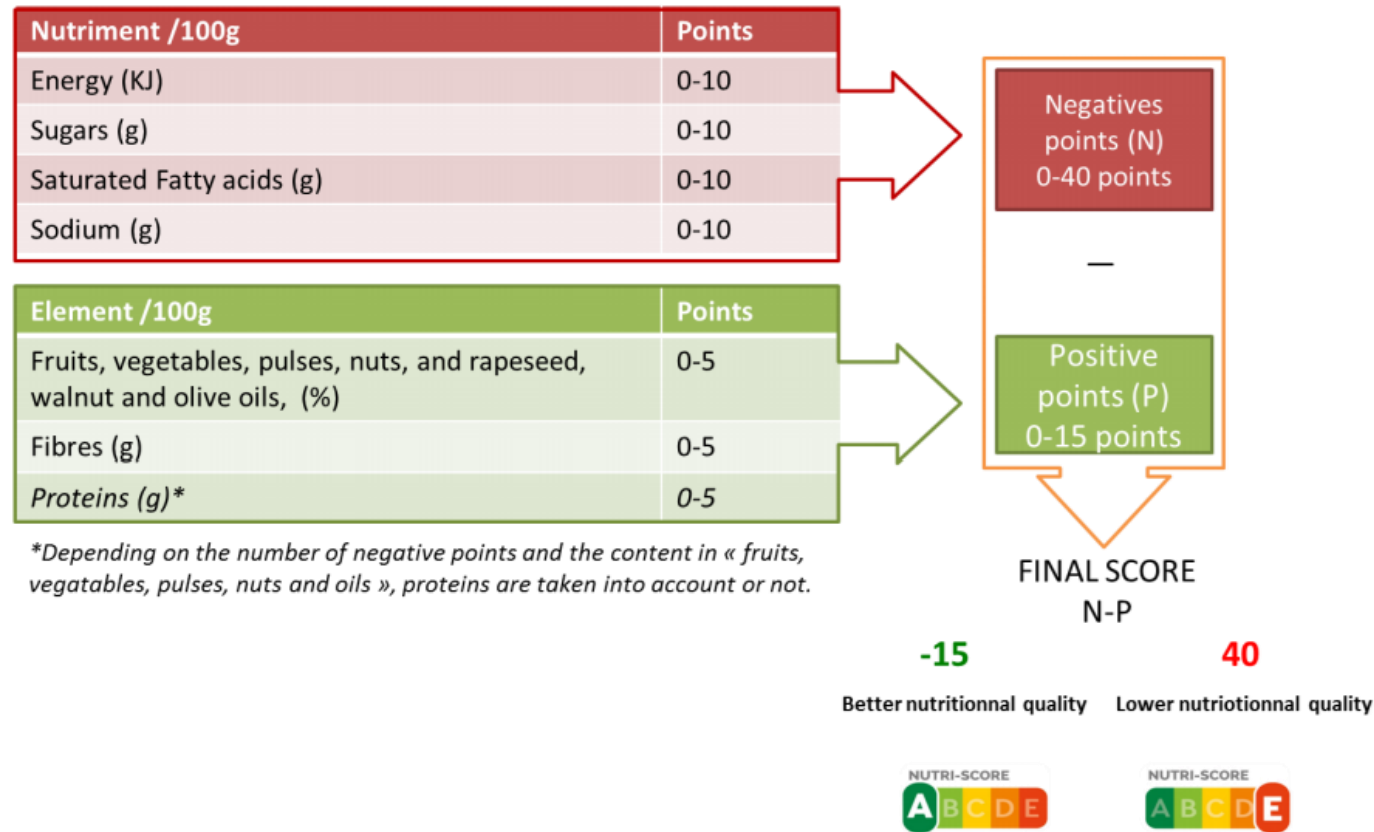 Nutriment /100g Points
Energy (KJ) 0-10
Sugars (g) 0-10
Saturated Fatty acids (g) 0-10
Sodium (g) 0-10
Negatives
points (N)
0-40 points
—
Element /100g Points
Fruits, vegetables, pulses, nuts, and rapeseed, 0-5
walnut and olive oils, (%)
Fibres (g) 0-5
Proteins (g)* 0-5
Positive
points (P)
0-15 points
*Depending on the number of negative points and the content in « fruits,
vegatables, pulses, nuts and oils », proteins are taken into account or not.
FINAL SCORE
N-P
-15 40
Better nutritionnal quality Lower nutriotionnal quality
NUTRI-SCORE NUTRI-SCORE
A B C D E A B C D E